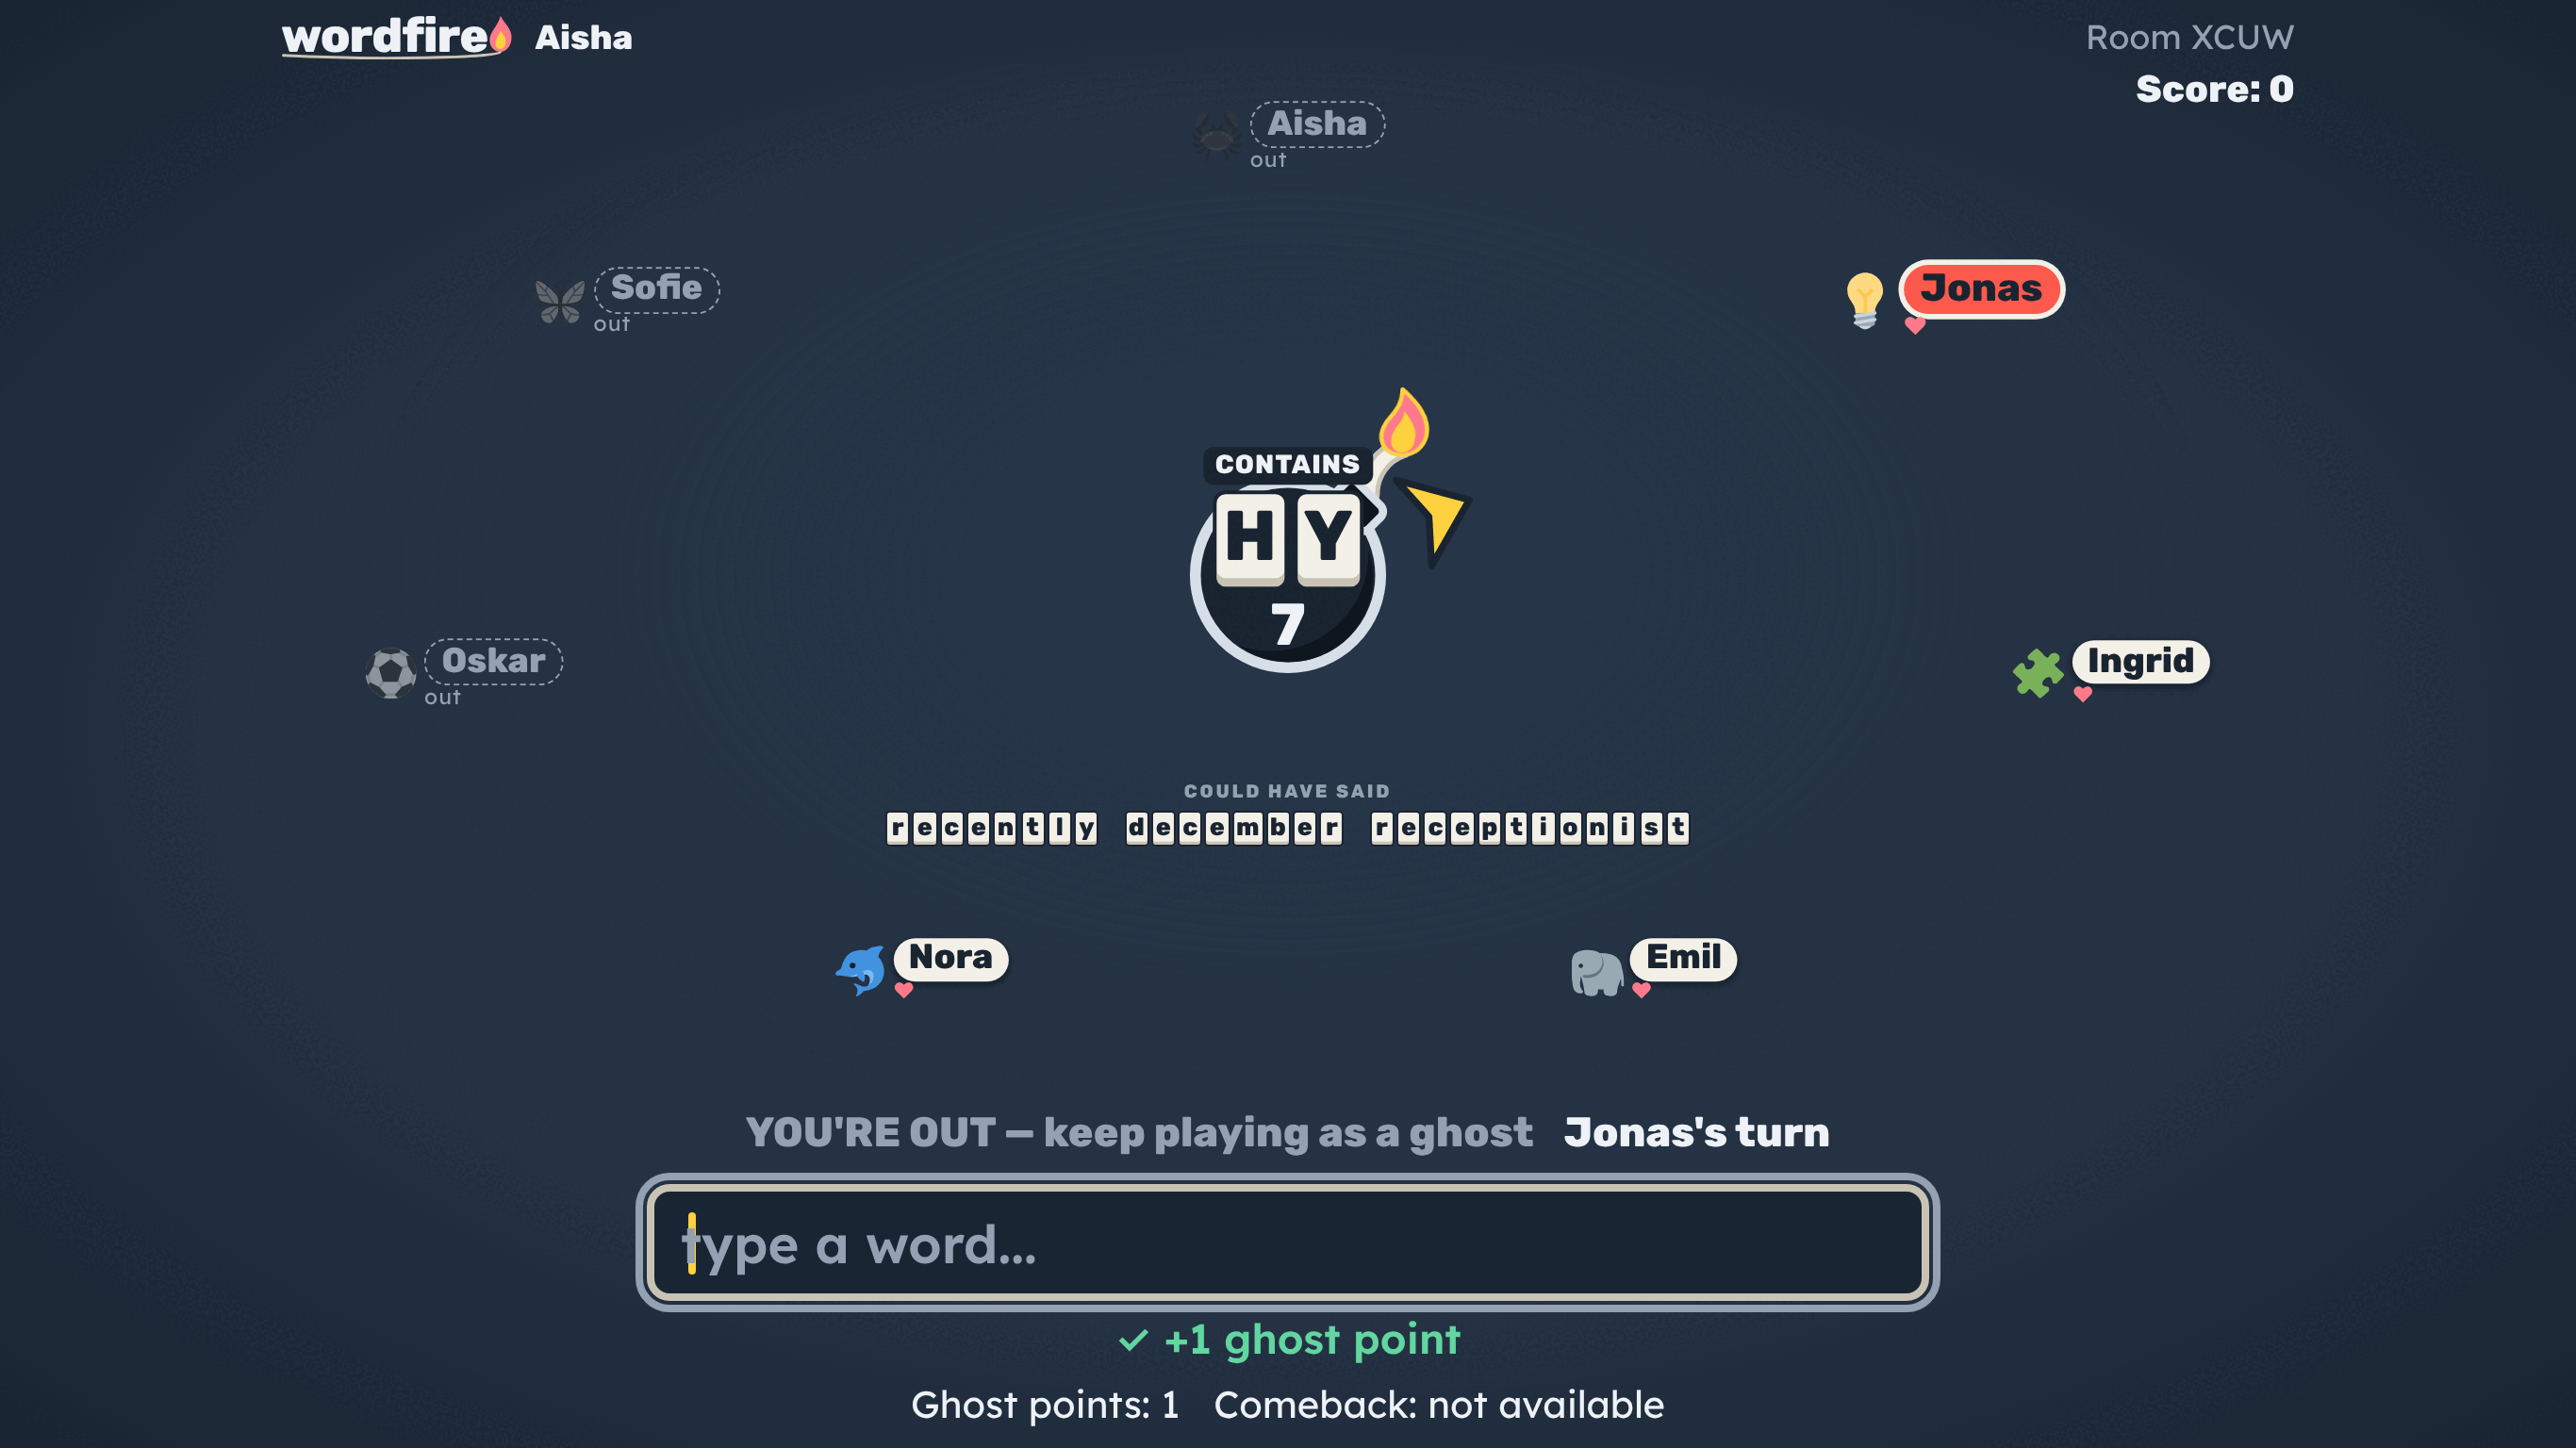 wordfire Aisha
Room XCUW
Score: 0
Aisha
out
Sofie
out
Jonas
CONTAINS
HY
7
Oskar
out
Ingrid
COULD HAVE SAID
recently december receptionist
Nora
Emil
YOU'RE OUT — keep playing as a ghost Jonas's turn
type a word...
✓ +1 ghost point
Ghost points: 1 Comeback: not available